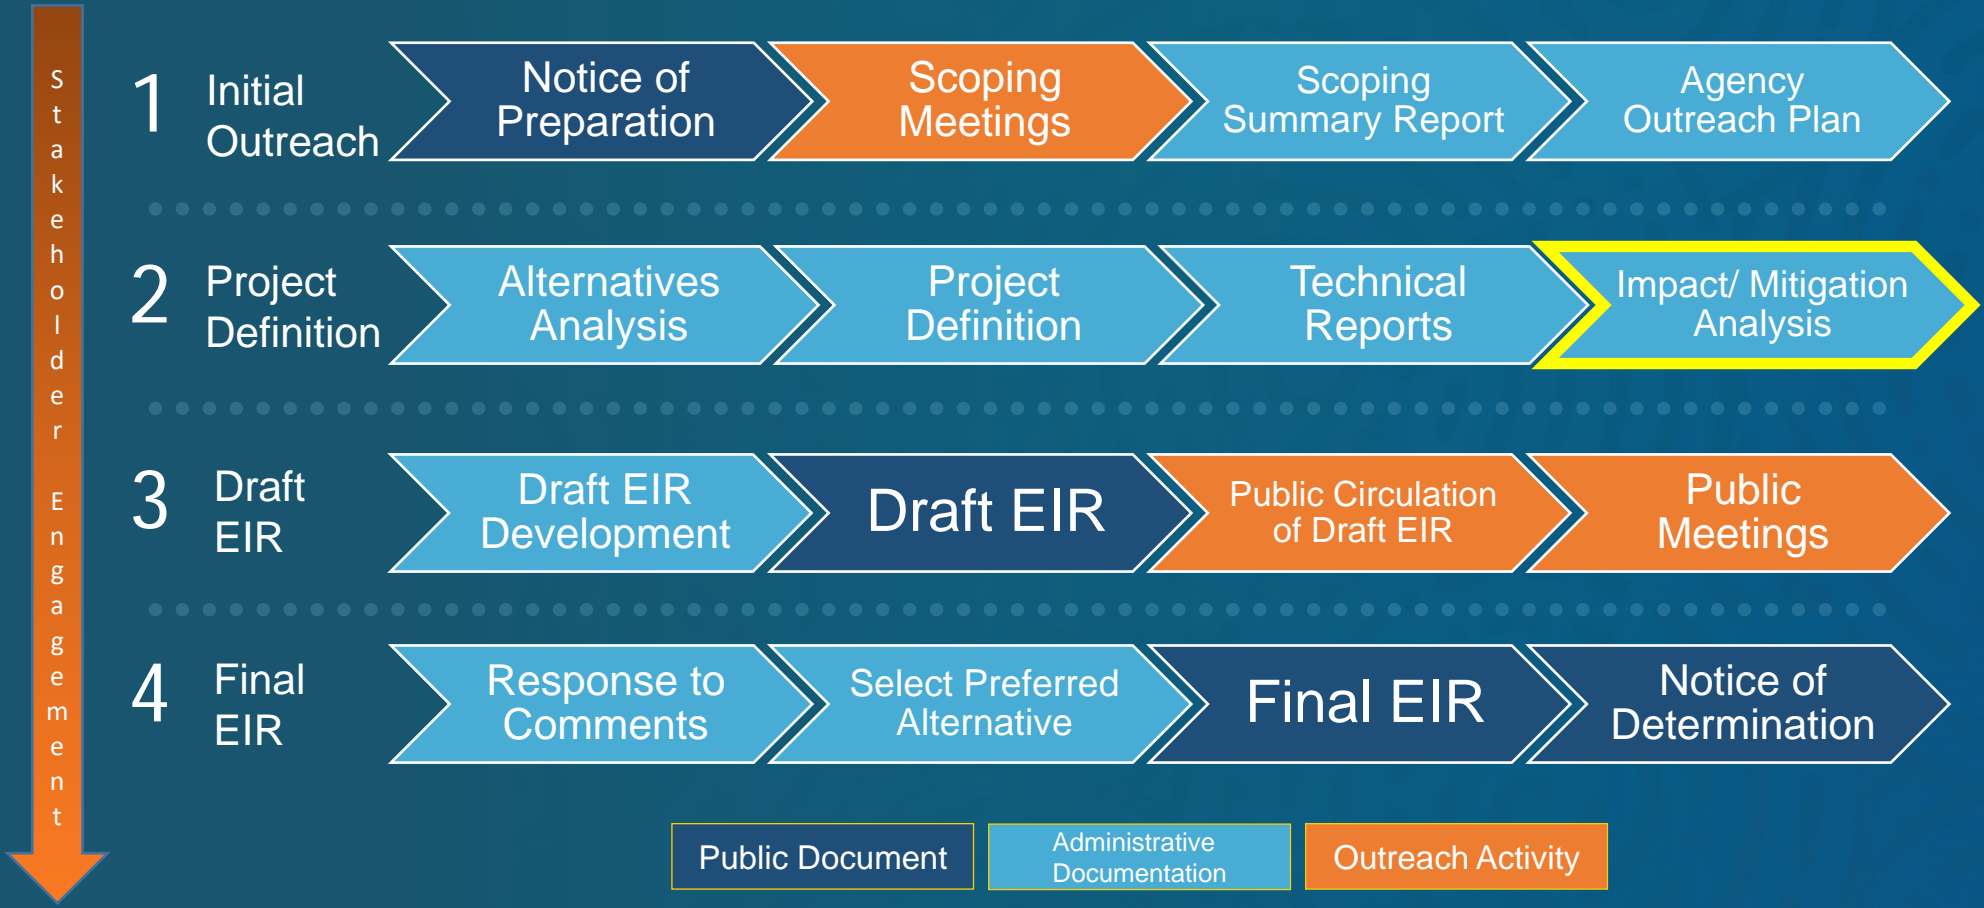 Stakeholder Engagement
1
Initial
Outreach
Notice of
Preparation
Scoping
Meetings
Scoping
Summary Report
Agency
Outreach Plan
2
Project
Definition
Alternatives
Analysis
Project
Definition
Technical
Reports
Impact/ Mitigation
Analysis
3
Draft
EIR
Draft EIR
Development
Draft EIR
Public Circulation
of Draft EIR
Public
Meetings
4
Final
EIR
Response to
Comments
Select Preferred
Alternative
Final EIR
Notice of
Determination
Public Document
Administrative
Documentation
Outreach Activity